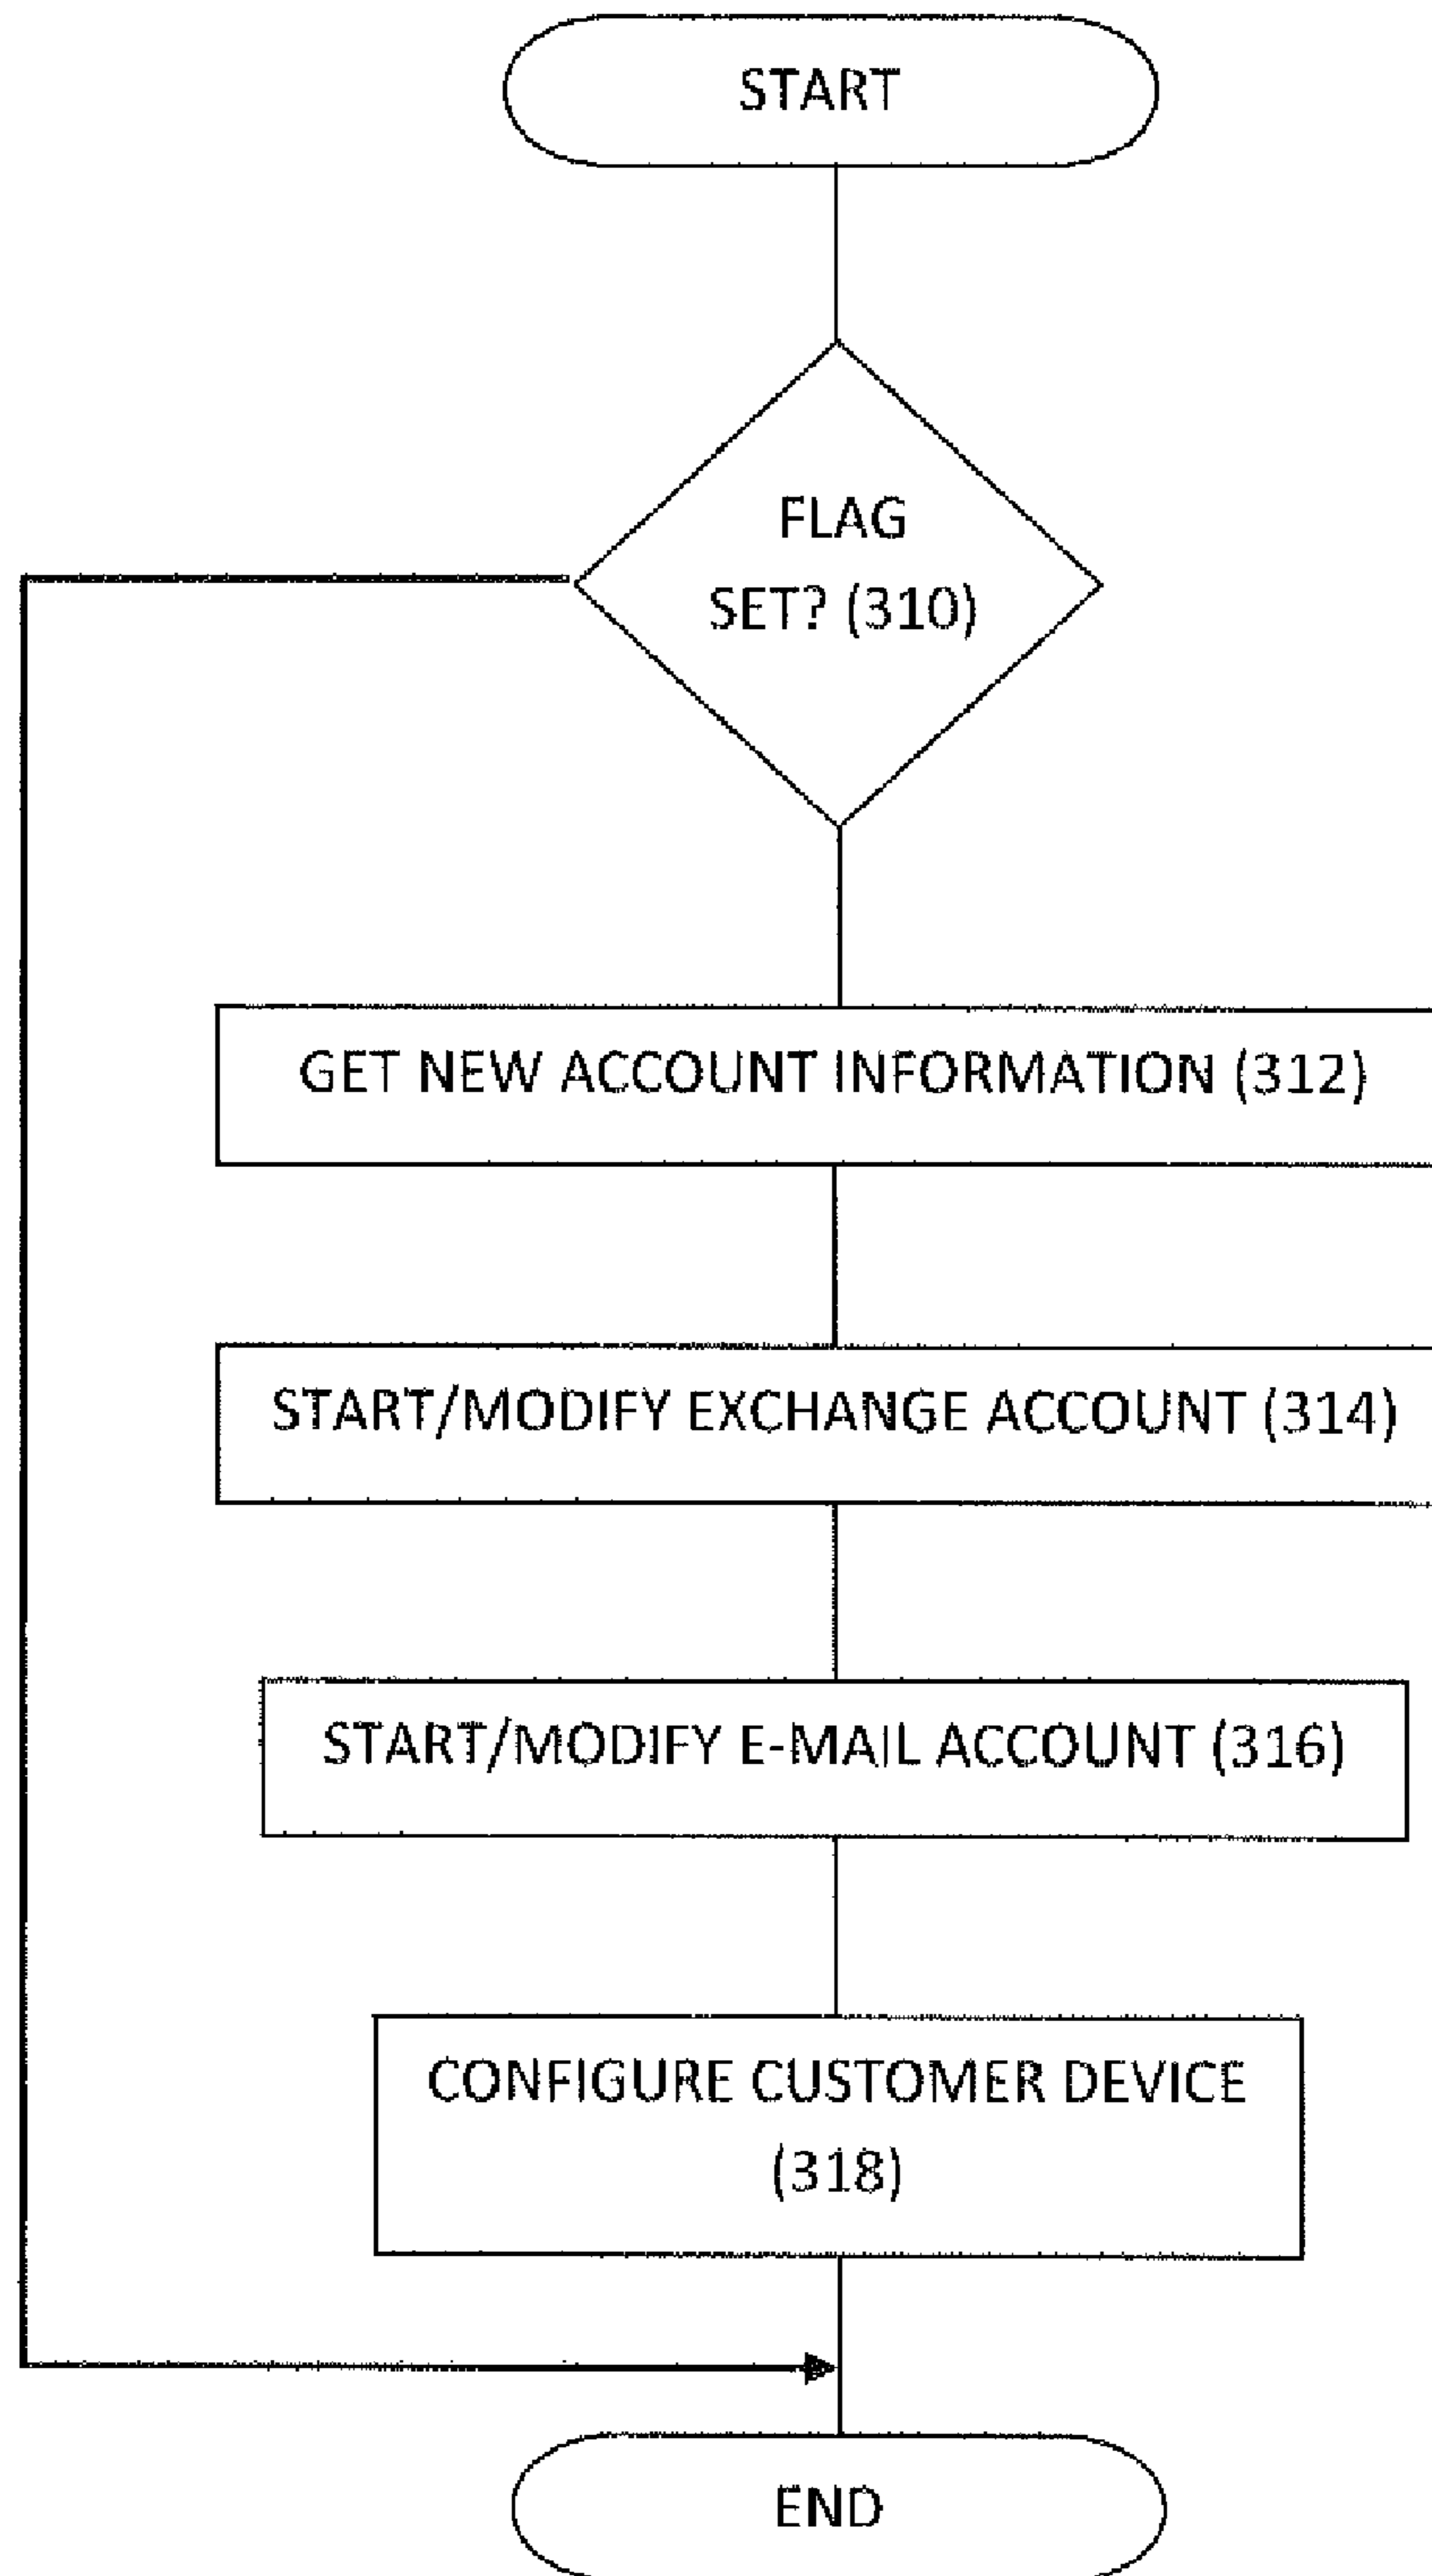 START
FLAG
SET? (310)
GET NEW ACCOUNT INFORMATION (312)
START/MODIFY EXCHANGE ACCOUNT (314)
START/MODIFY E-MAIL ACCOUNT (316)
CONFIGURE CUSTOMER DEVICE
(318)
END